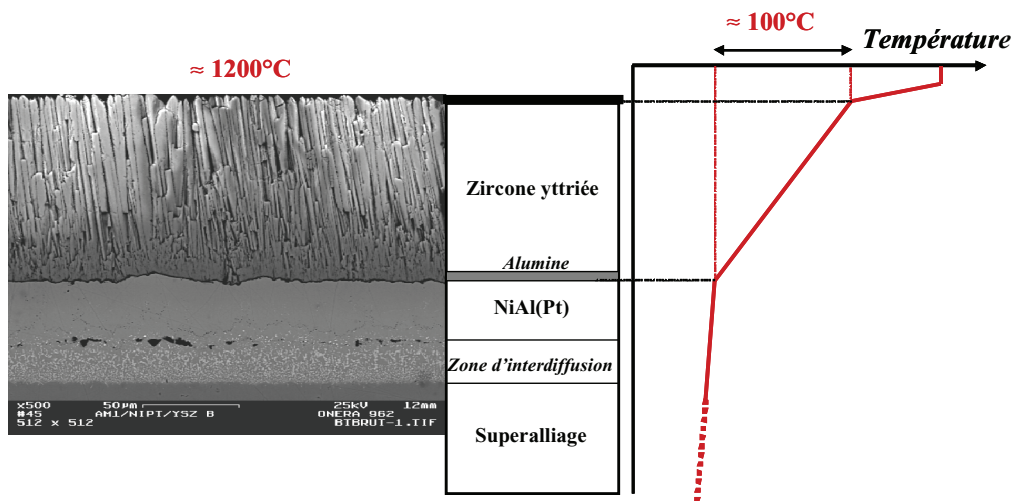 ≈ 100°C
Température
≈ 1200°C
Zircone yttriée
Alumine
NiAl(Pt)
Zone d'interdiffusion
Superalliage
x500 50µm 25kV 12mm
#45 AM1/NIPT/YSZ B ONERA 962
512 x 512 BTBRUT-1.TIF